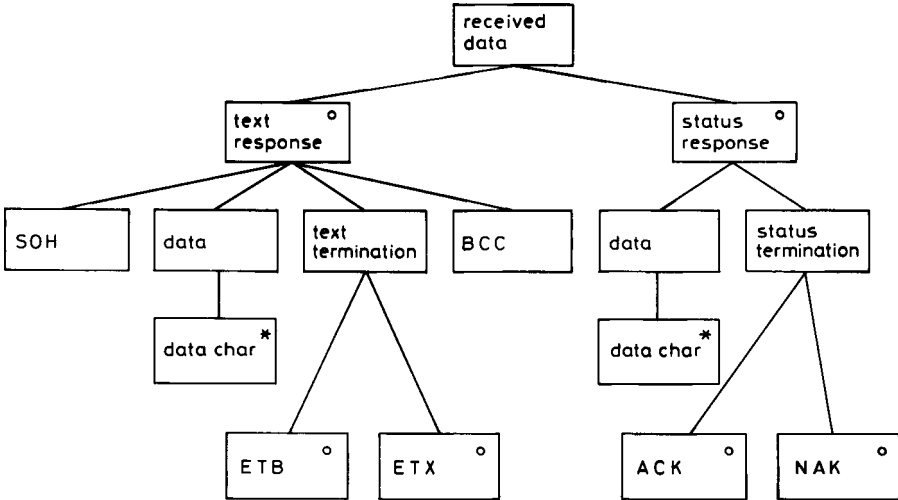 received
data
text °
response
status °
response
SOH
data
text
termination
BCC
data
status
termination
data char *
data char *
ETB °
ETX °
ACK °
NAK °